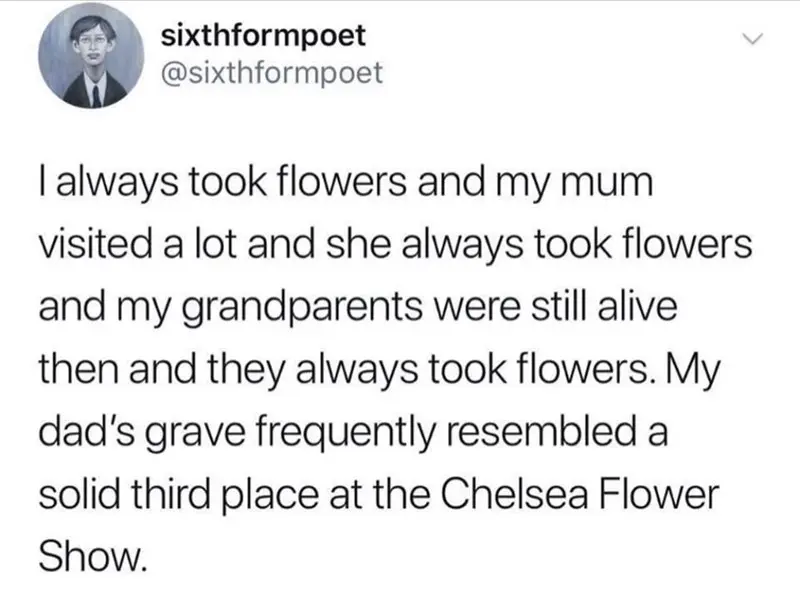 sixthformpoet
@sixthformpoet
I always took flowers and my mum
visited a lot and she always took flowers
and my grandparents were still alive
then and they always took flowers. My
dad's grave frequently resembled a
solid third place at the Chelsea Flower
Show.